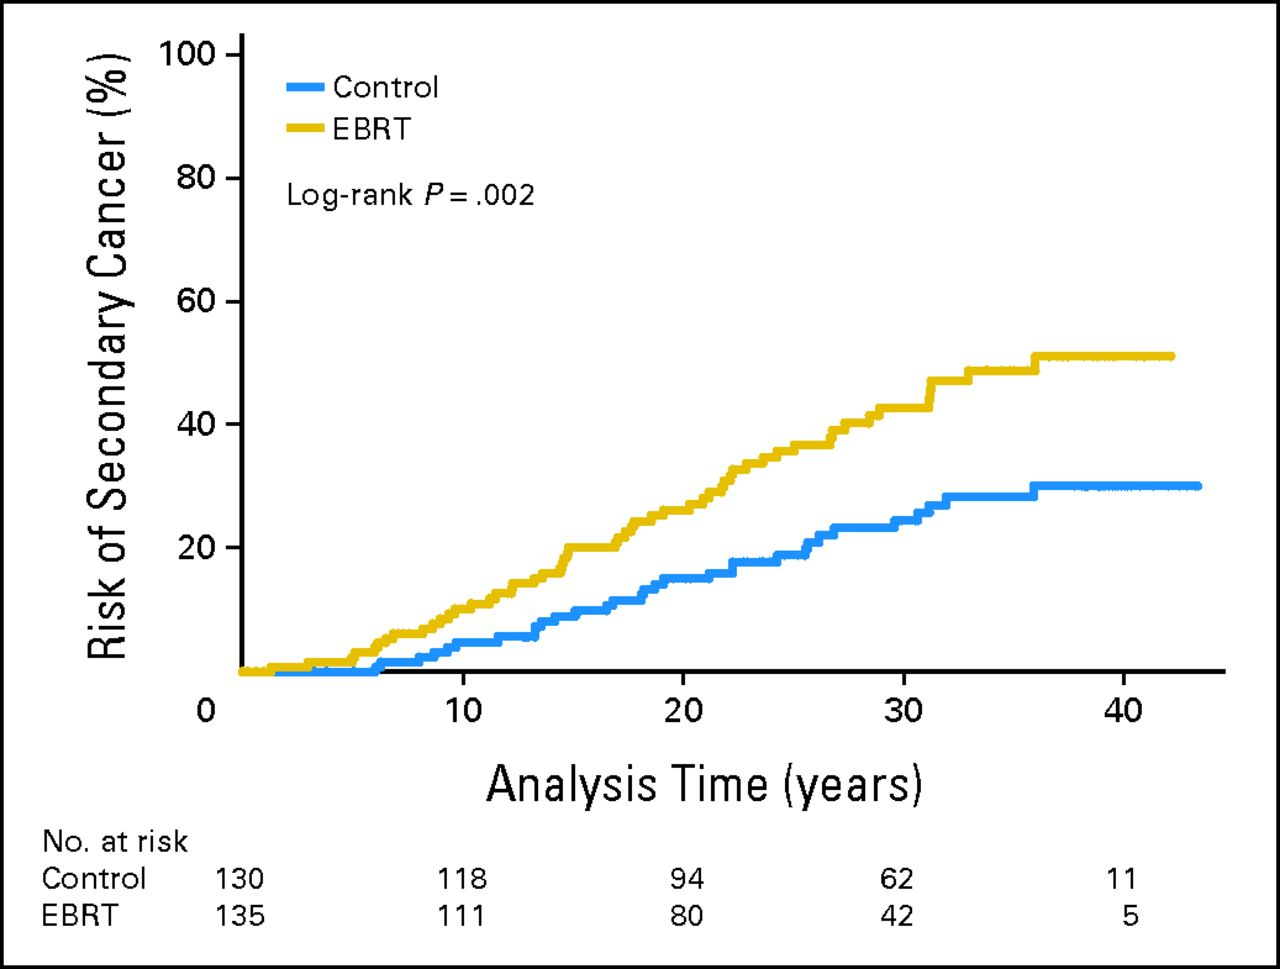 Risk of Secondary Cancer (%)
100
80
60
40
20
Control
EBRT
Log-rank P = .002
0 10 20 30 40
Analysis Time (years)
No. at risk
Control 130 118 94 62 11
EBRT 135 111 80 42 5